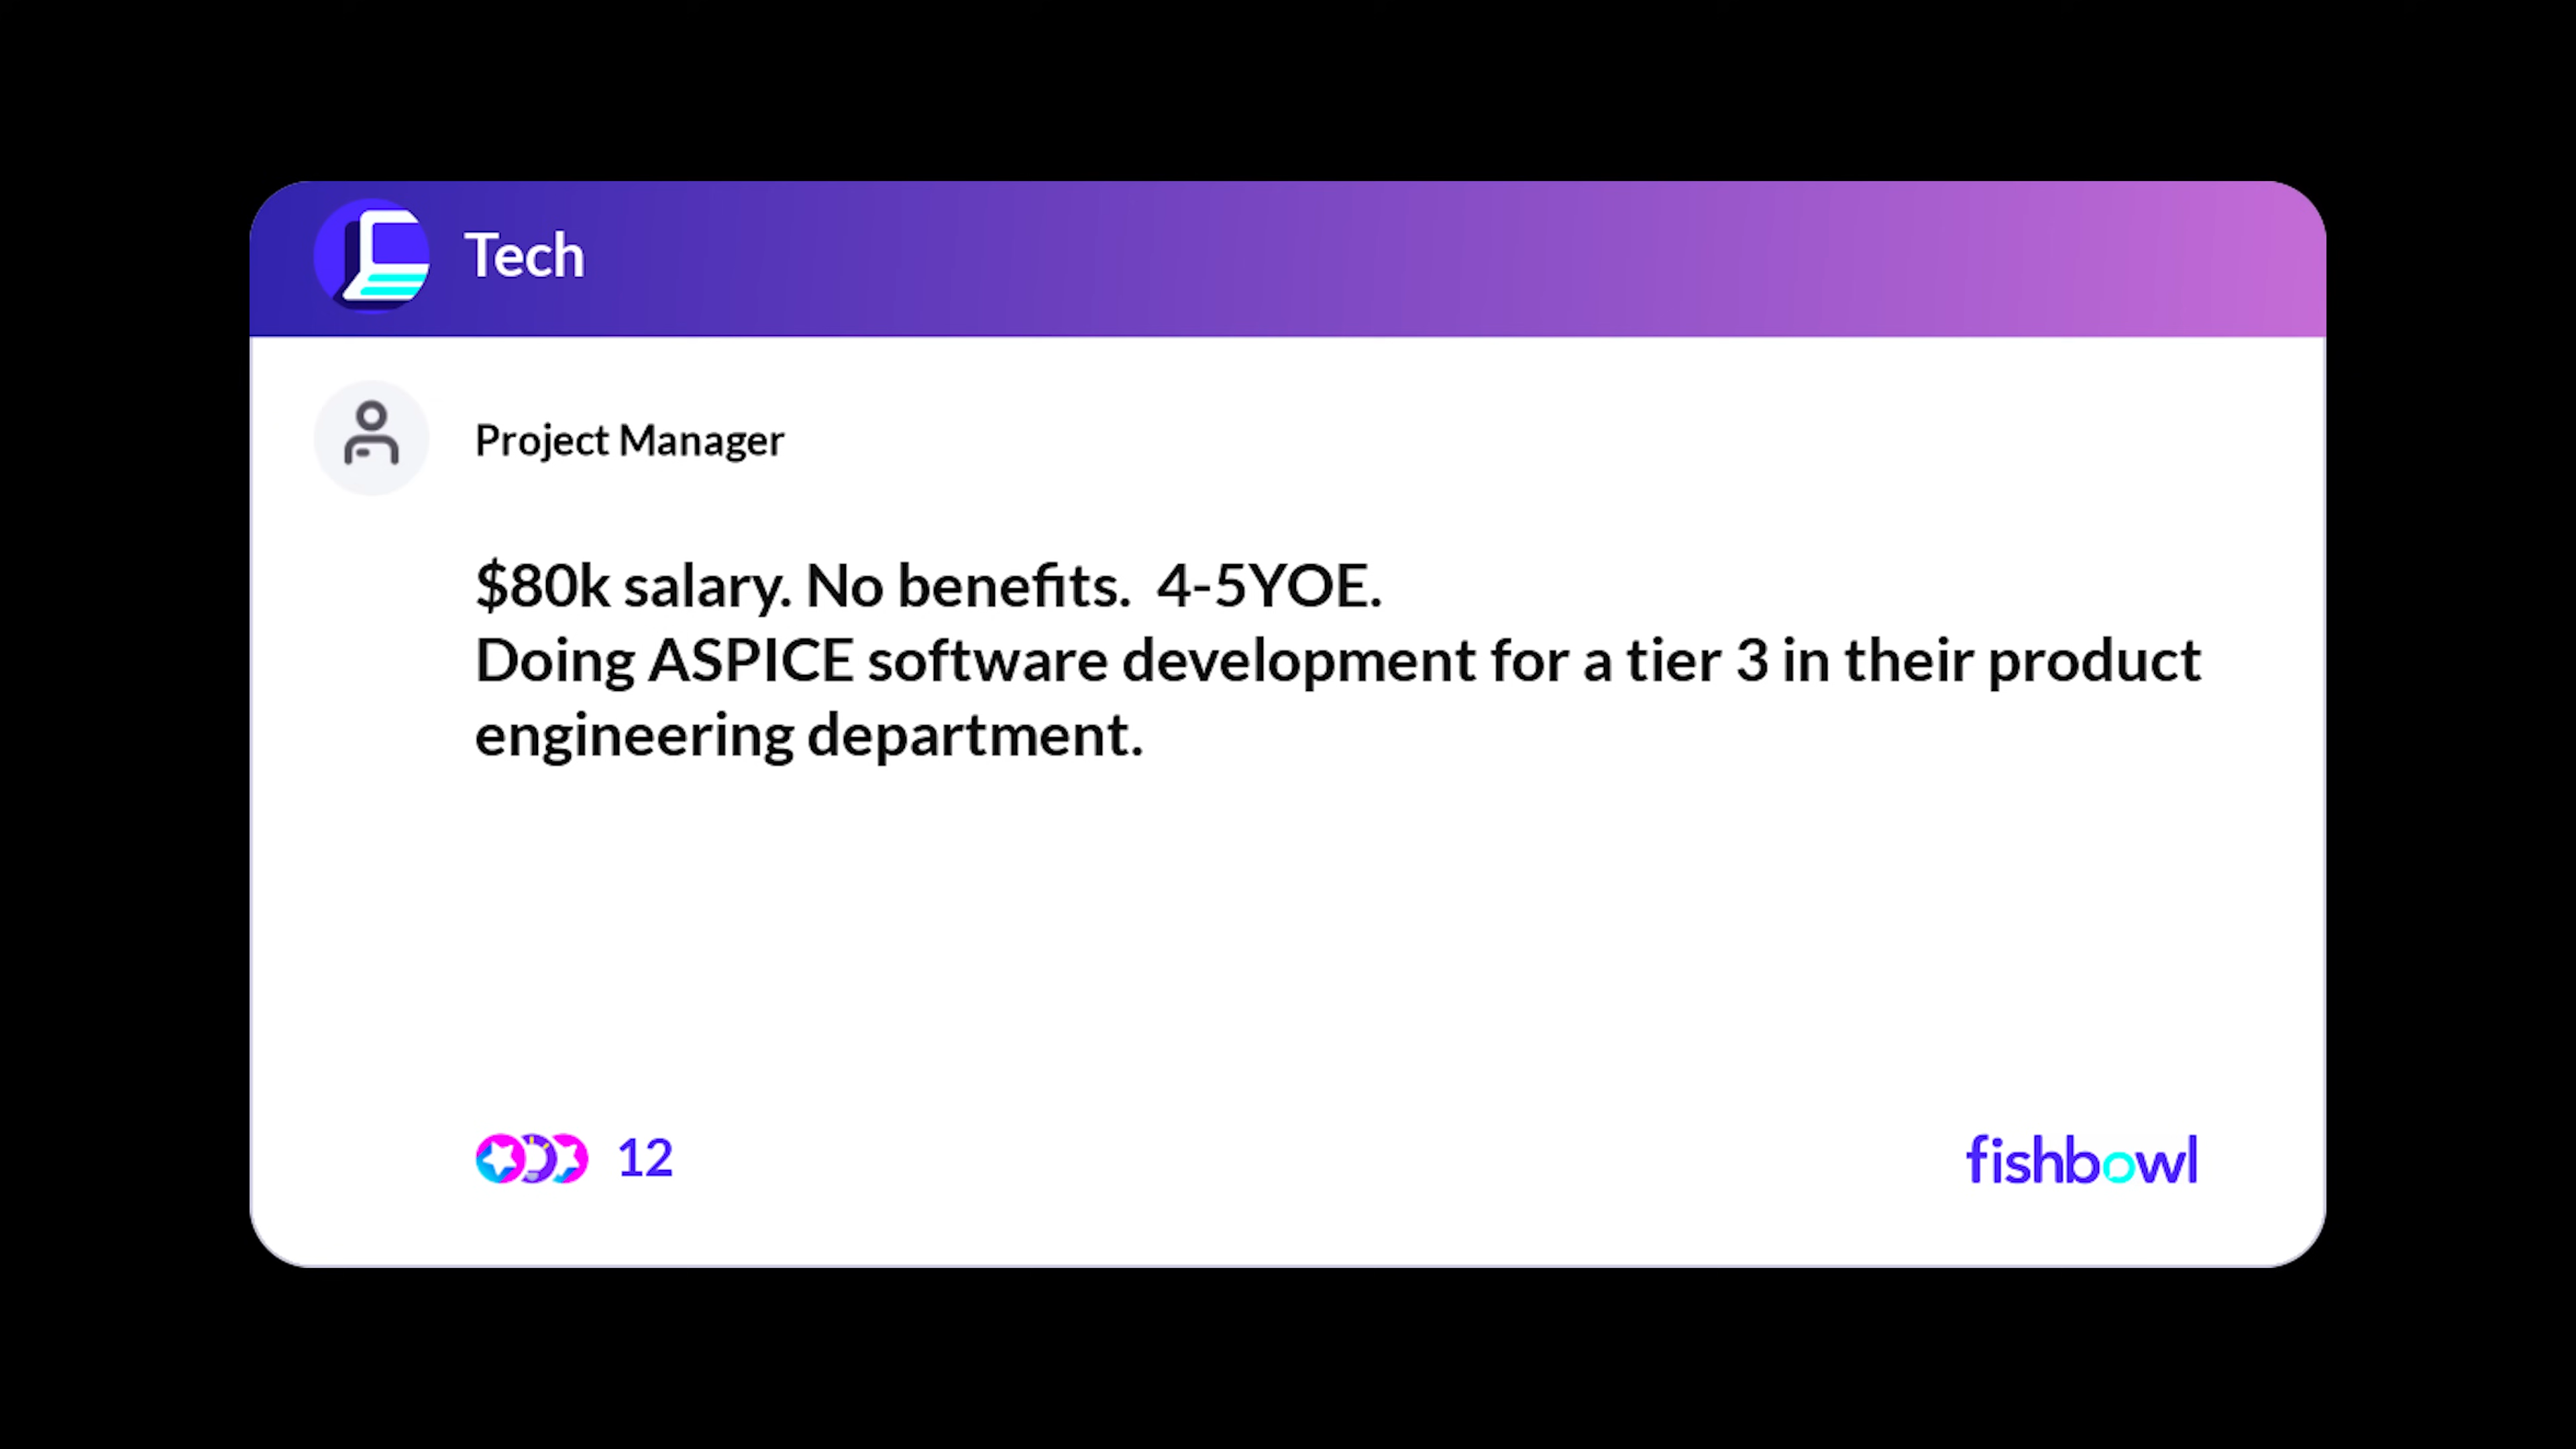 Tech
Project Manager
$80k salary. No benefits.  4-5YOE.
Doing ASPICE software development for a tier 3 in their product
engineering department.
12
fishbowl